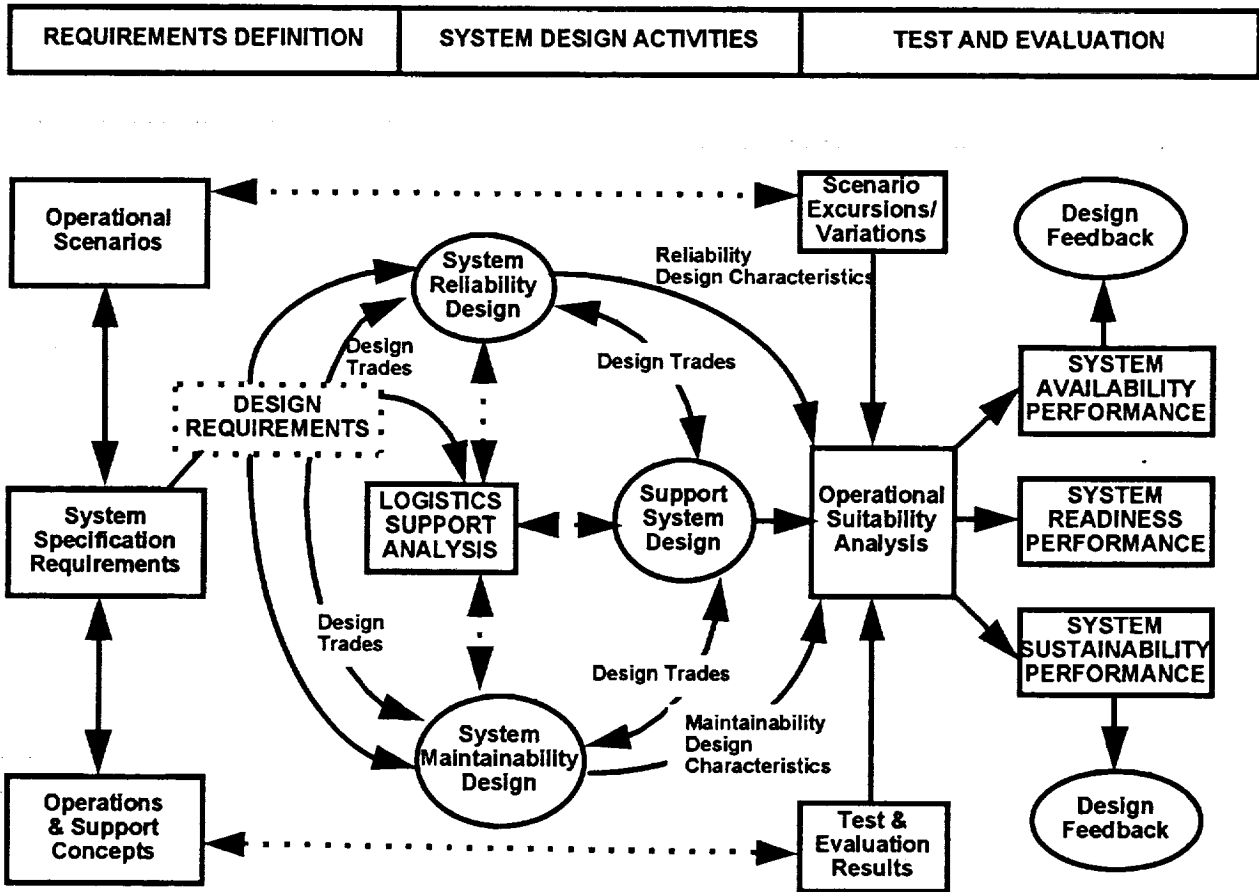 REQUIREMENTS DEFINITION
SYSTEM DESIGN ACTIVITIES
TEST AND EVALUATION
Operational
Scenarios
Scenario
Excursions/
Variations
Design
Feedback
System
Reliability
Design
Reliability
Design Characteristics
Design
Trades
Design Trades
SYSTEM
AVAILABILITY
PERFORMANCE
DESIGN
REQUIREMENTS
System
Specification
Requirements
LOGISTICS
SUPPORT
ANALYSIS
Support
System
Design
Operational
Suitability
Analysis
SYSTEM
READINESS
PERFORMANCE
Design
Trades
Design Trades
SYSTEM
SUSTAINABILITY
PERFORMANCE
System
Maintainability
Design
Maintainability
Design
Characteristics
Operations
& Support
Concepts
Test &
Evaluation
Results
Design
Feedback